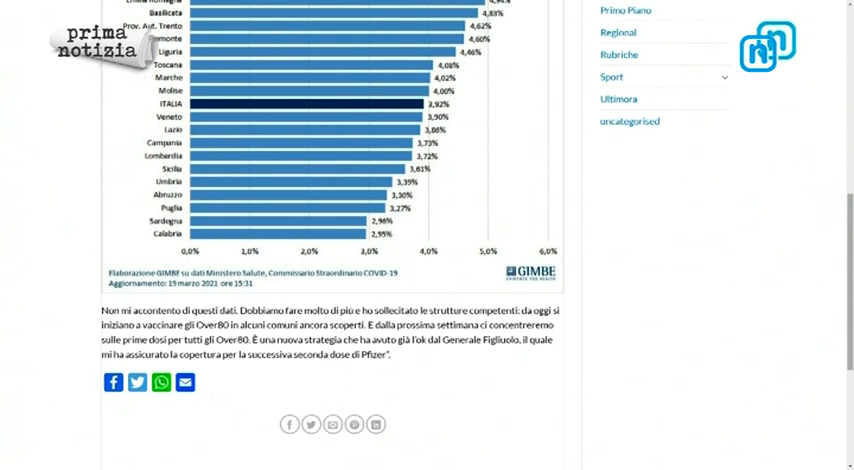 Basilicata 4,83%
Prov. Aut. Trento 4,62%
Piemonte 4,60%
Liguria 4,46%
Toscana 4,08%
Marche 4,02%
Molise 4,00%
ITALIA 3,92%
Veneto 3,90%
Lazio 3,86%
Campania 3,73%
Lombardia 3,72%
Sicilia 3,61%
Umbria 3,39%
Abruzzo 3,30%
Puglia 3,27%
Sardegna 2,96%
Calabria 2,95%
0,0% 1,0% 2,0% 3,0% 4,0% 5,0% 6,0%
Elaborazione GIMBE su dati Ministero Salute, Commissario Straordinario COVID-19
Aggiornamento: 19 marzo 2021 ore 15:31
GIMBE
EVIDENCE FOR HEALTH
Non mi accontento di questi dati. Dobbiamo fare molto di più e ho sollecitato le strutture competenti: da oggi si
iniziano a vaccinare gli Over80 in alcuni comuni ancora scoperti. E dalla prossima settimana ci concentreremo
sulle prime dosi per tutti gli Over80. È una nuova strategia che ha avuto già l'ok dal Generale Figliuolo, il quale
mi ha assicurato la copertura per la successiva seconda dose di Pfizer".
prima
notizia
Primo Piano
Regional
Rubriche
Sport
Ultimora
uncategorised